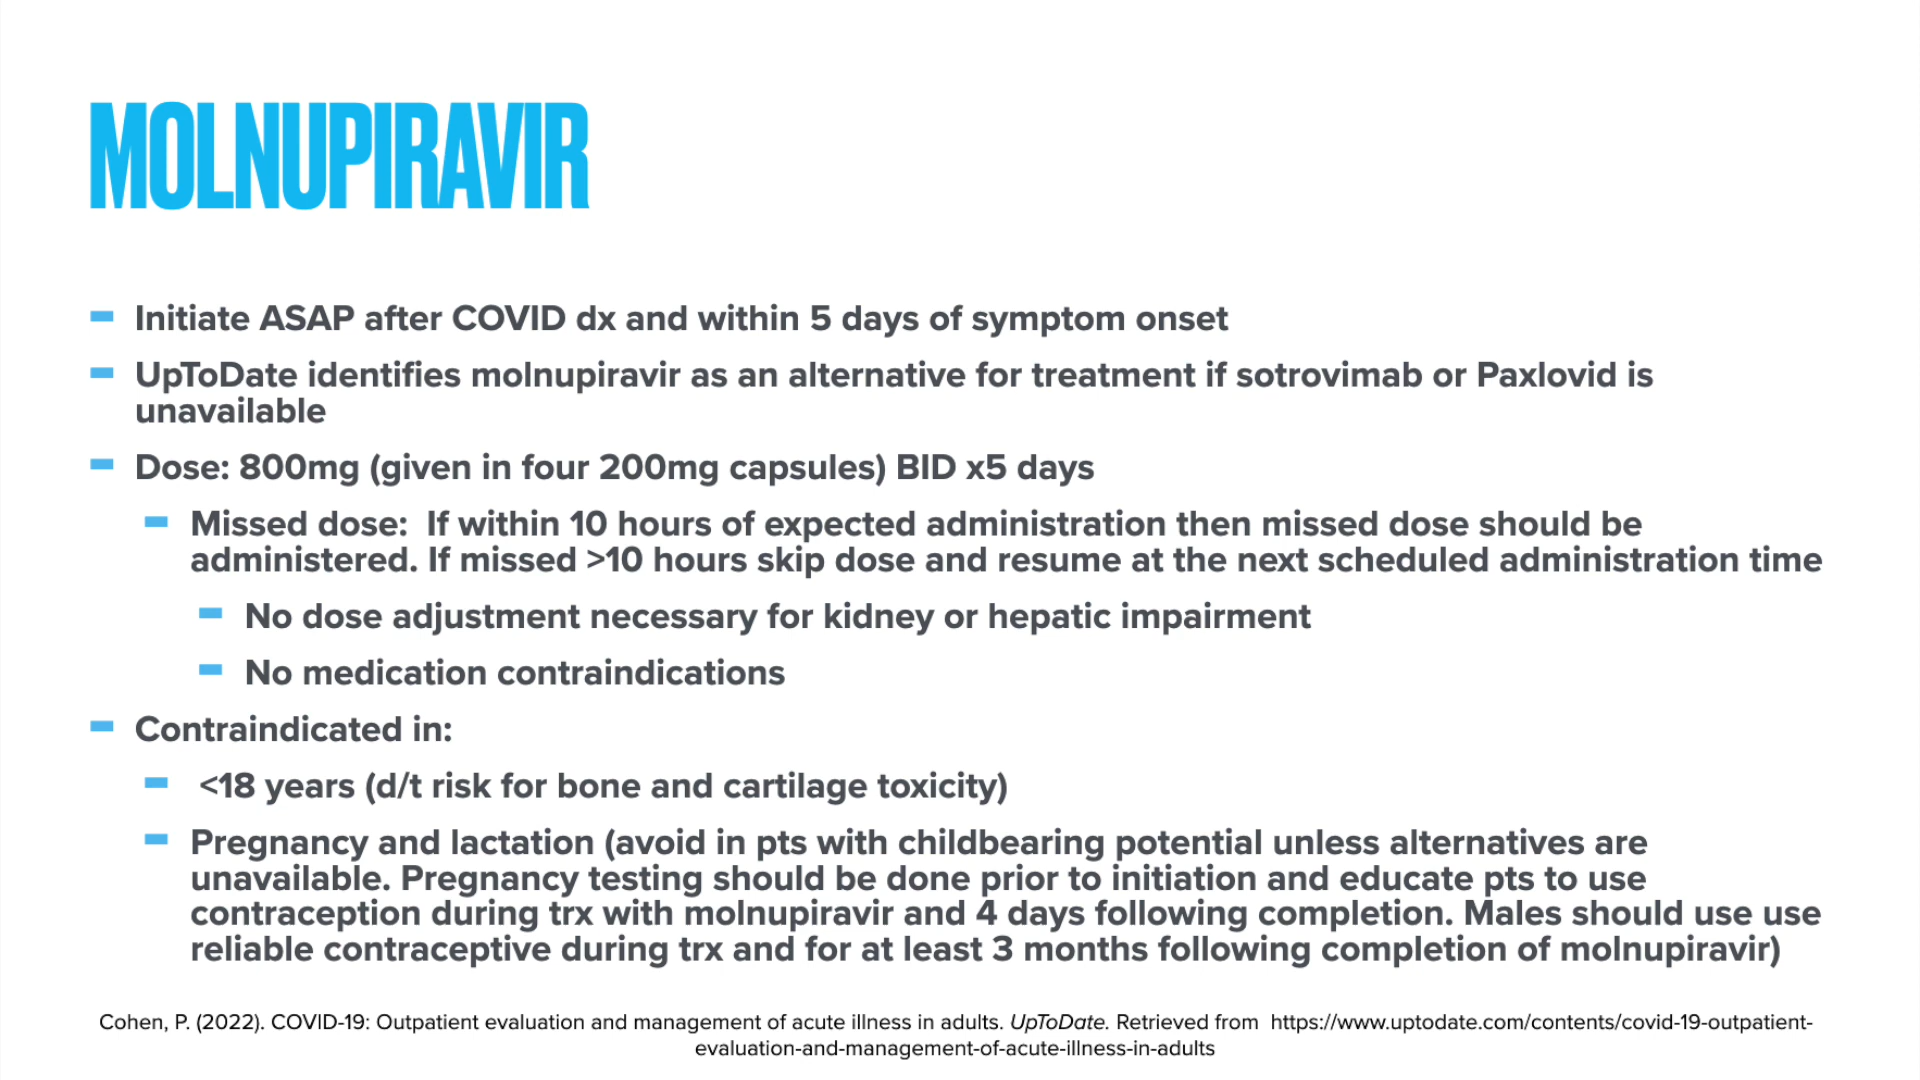 MOLNUPIRAVIR
Initiate ASAP after COVID dx and within 5 days of symptom onset
UpToDate identifies molnupiravir as an alternative for treatment if sotrovimab or Paxlovid is
unavailable
Dose: 800mg (given in four 200mg capsules) BID x5 days
Missed dose:  If within 10 hours of expected administration then missed dose should be
administered. If missed >10 hours skip dose and resume at the next scheduled administration time
No dose adjustment necessary for kidney or hepatic impairment
No medication contraindications
Contraindicated in:
<18 years (d/t risk for bone and cartilage toxicity)
Pregnancy and lactation (avoid in pts with childbearing potential unless alternatives are
unavailable. Pregnancy testing should be done prior to initiation and educate pts to use
contraception during trx with molnupiravir and 4 days following completion. Males should use use
reliable contraceptive during trx and for at least 3 months following completion of molnupiravir)
Cohen, P. (2022). COVID-19: Outpatient evaluation and management of acute illness in adults. UpToDate. Retrieved from  https://www.uptodate.com/contents/covid-19-outpatient-
evaluation-and-management-of-acute-illness-in-adults